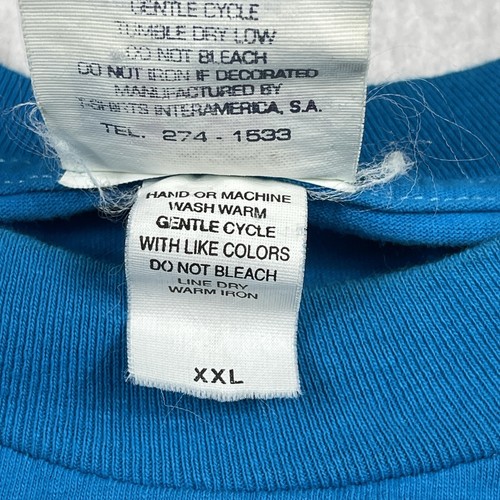 GENTLE CYCLE
TUMBLE DRY LOW
DO NOT BLEACH
DO NOT IRON IF DECORATED
MANUFACTURED BY
T-SHIRTS INTERAMERICA, S.A.
TEL. 274-1533
HAND OR MACHINE
WASH WARM
GENTLE CYCLE
WITH LIKE COLORS
DO NOT BLEACH
LINE DRY
WARM IRON
XXL